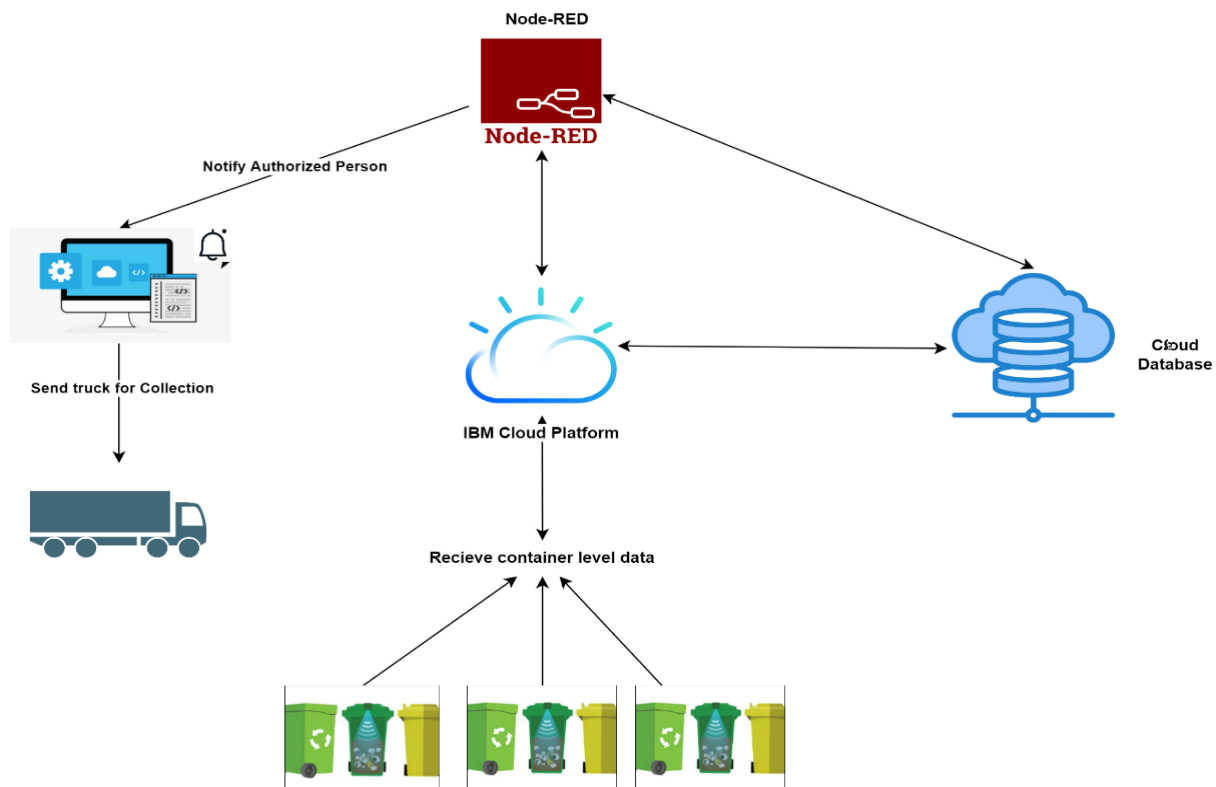 Node-RED
Node-RED
Notify Authorized Person
Send truck for Collection
IBM Cloud Platform
Cloud
Database
Recieve container level data